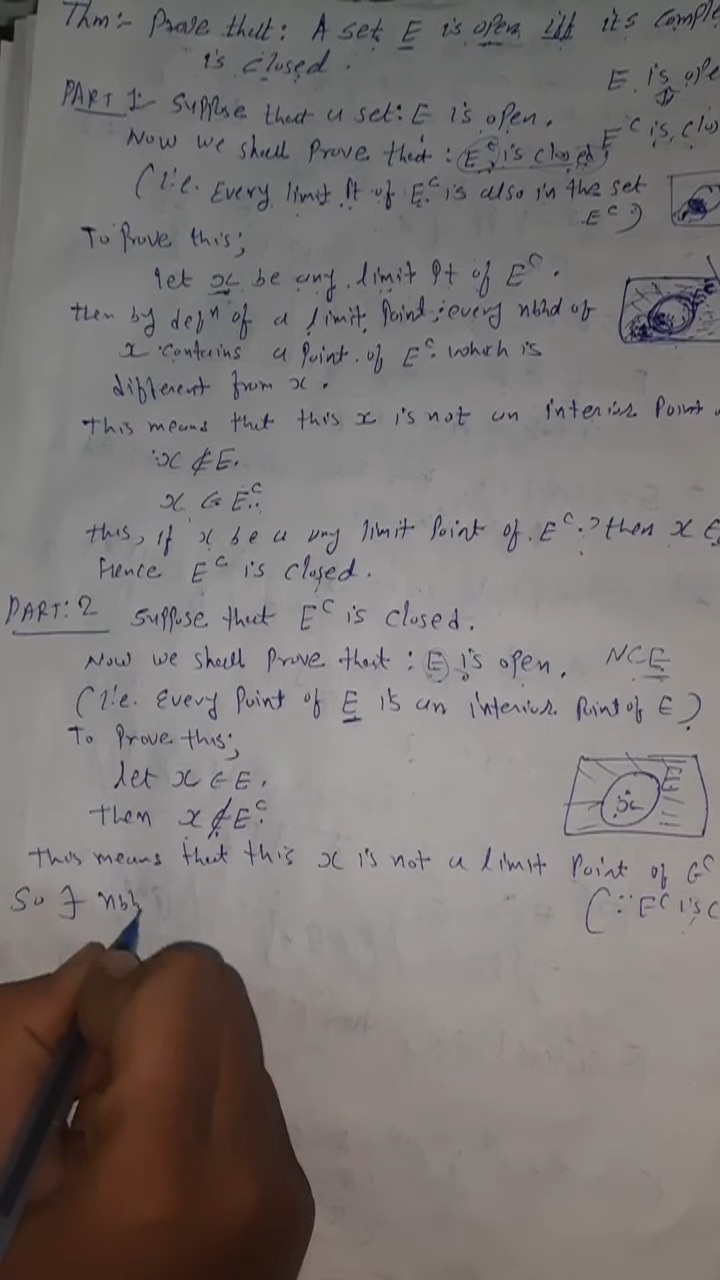 Thm:- Prove that: A set E is open iff its Comple
is closed.
E is ope
⇕
E^C is clo
PART 1:- Suppose that a set: E is open.
Now we shall Prove that: E^C is closed;
(i.e. Every limit Pt of E^C is also in the set
E^C)
To Prove this;
let x be any limit Pt of E^C.
then by def^n of a limit Point; every nbhd of
x contains a Point of E^C which is
different from x.
This means that this x is not an interior Point
x ∉ E.
x ∈ E^C.
this, if x be a any limit Point of E^C. then x ∈
Hence E^C is closed.
PART: 2 Suppose that E^C is closed.
Now we shall Prove that: E is open. N⊂E
(i.e. Every Point of E is an interior Point of E)
To Prove this;
let x ∈ E.
then x ∉ E^C.
E
x
This means that this x is not a limit Point of E^C
(∵ E^C is c
So ∃ nbh